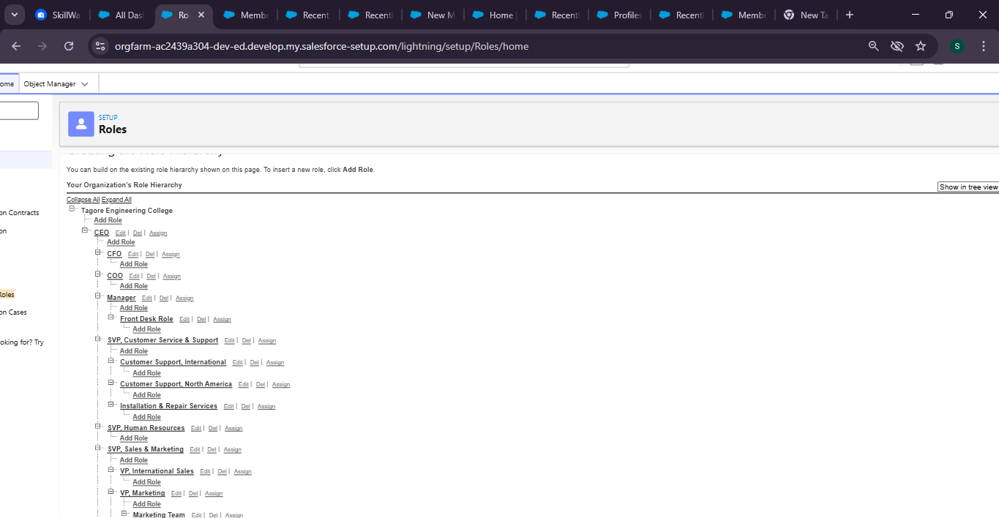 SkillWa
All Das
Ro
Membe
Recent
Recent
New M
Home
Recent
Profiles
Recent
Membe
New Ta
orgfarm-ac2439a304-dev-ed.develop.my.salesforce-setup.com/lightning/setup/Roles/home
S
ome
Object Manager
SETUP
Roles
Creating the Role Hierarchy
You can build on the existing role hierarchy shown on this page. To insert a new role, click Add Role.
Your Organization's Role Hierarchy
Show in tree view
Collapse All Expand All
Tagore Engineering College
Add Role
CEO Edit | Del | Assign
Add Role
CFO Edit | Del | Assign
Add Role
COO Edit | Del | Assign
Add Role
Manager Edit | Del | Assign
Add Role
Front Desk Role Edit | Del | Assign
Add Role
SVP, Customer Service & Support Edit | Del | Assign
Add Role
Customer Support, International Edit | Del | Assign
Add Role
Customer Support, North America Edit | Del | Assign
Add Role
Installation & Repair Services Edit | Del | Assign
Add Role
SVP, Human Resources Edit | Del | Assign
Add Role
SVP, Sales & Marketing Edit | Del | Assign
Add Role
VP, International Sales Edit | Del | Assign
Add Role
VP, Marketing Edit | Del | Assign
Add Role
Marketing Team Edit | Del | Assign
on Contracts
on
Roles
on Cases
oking for? Try